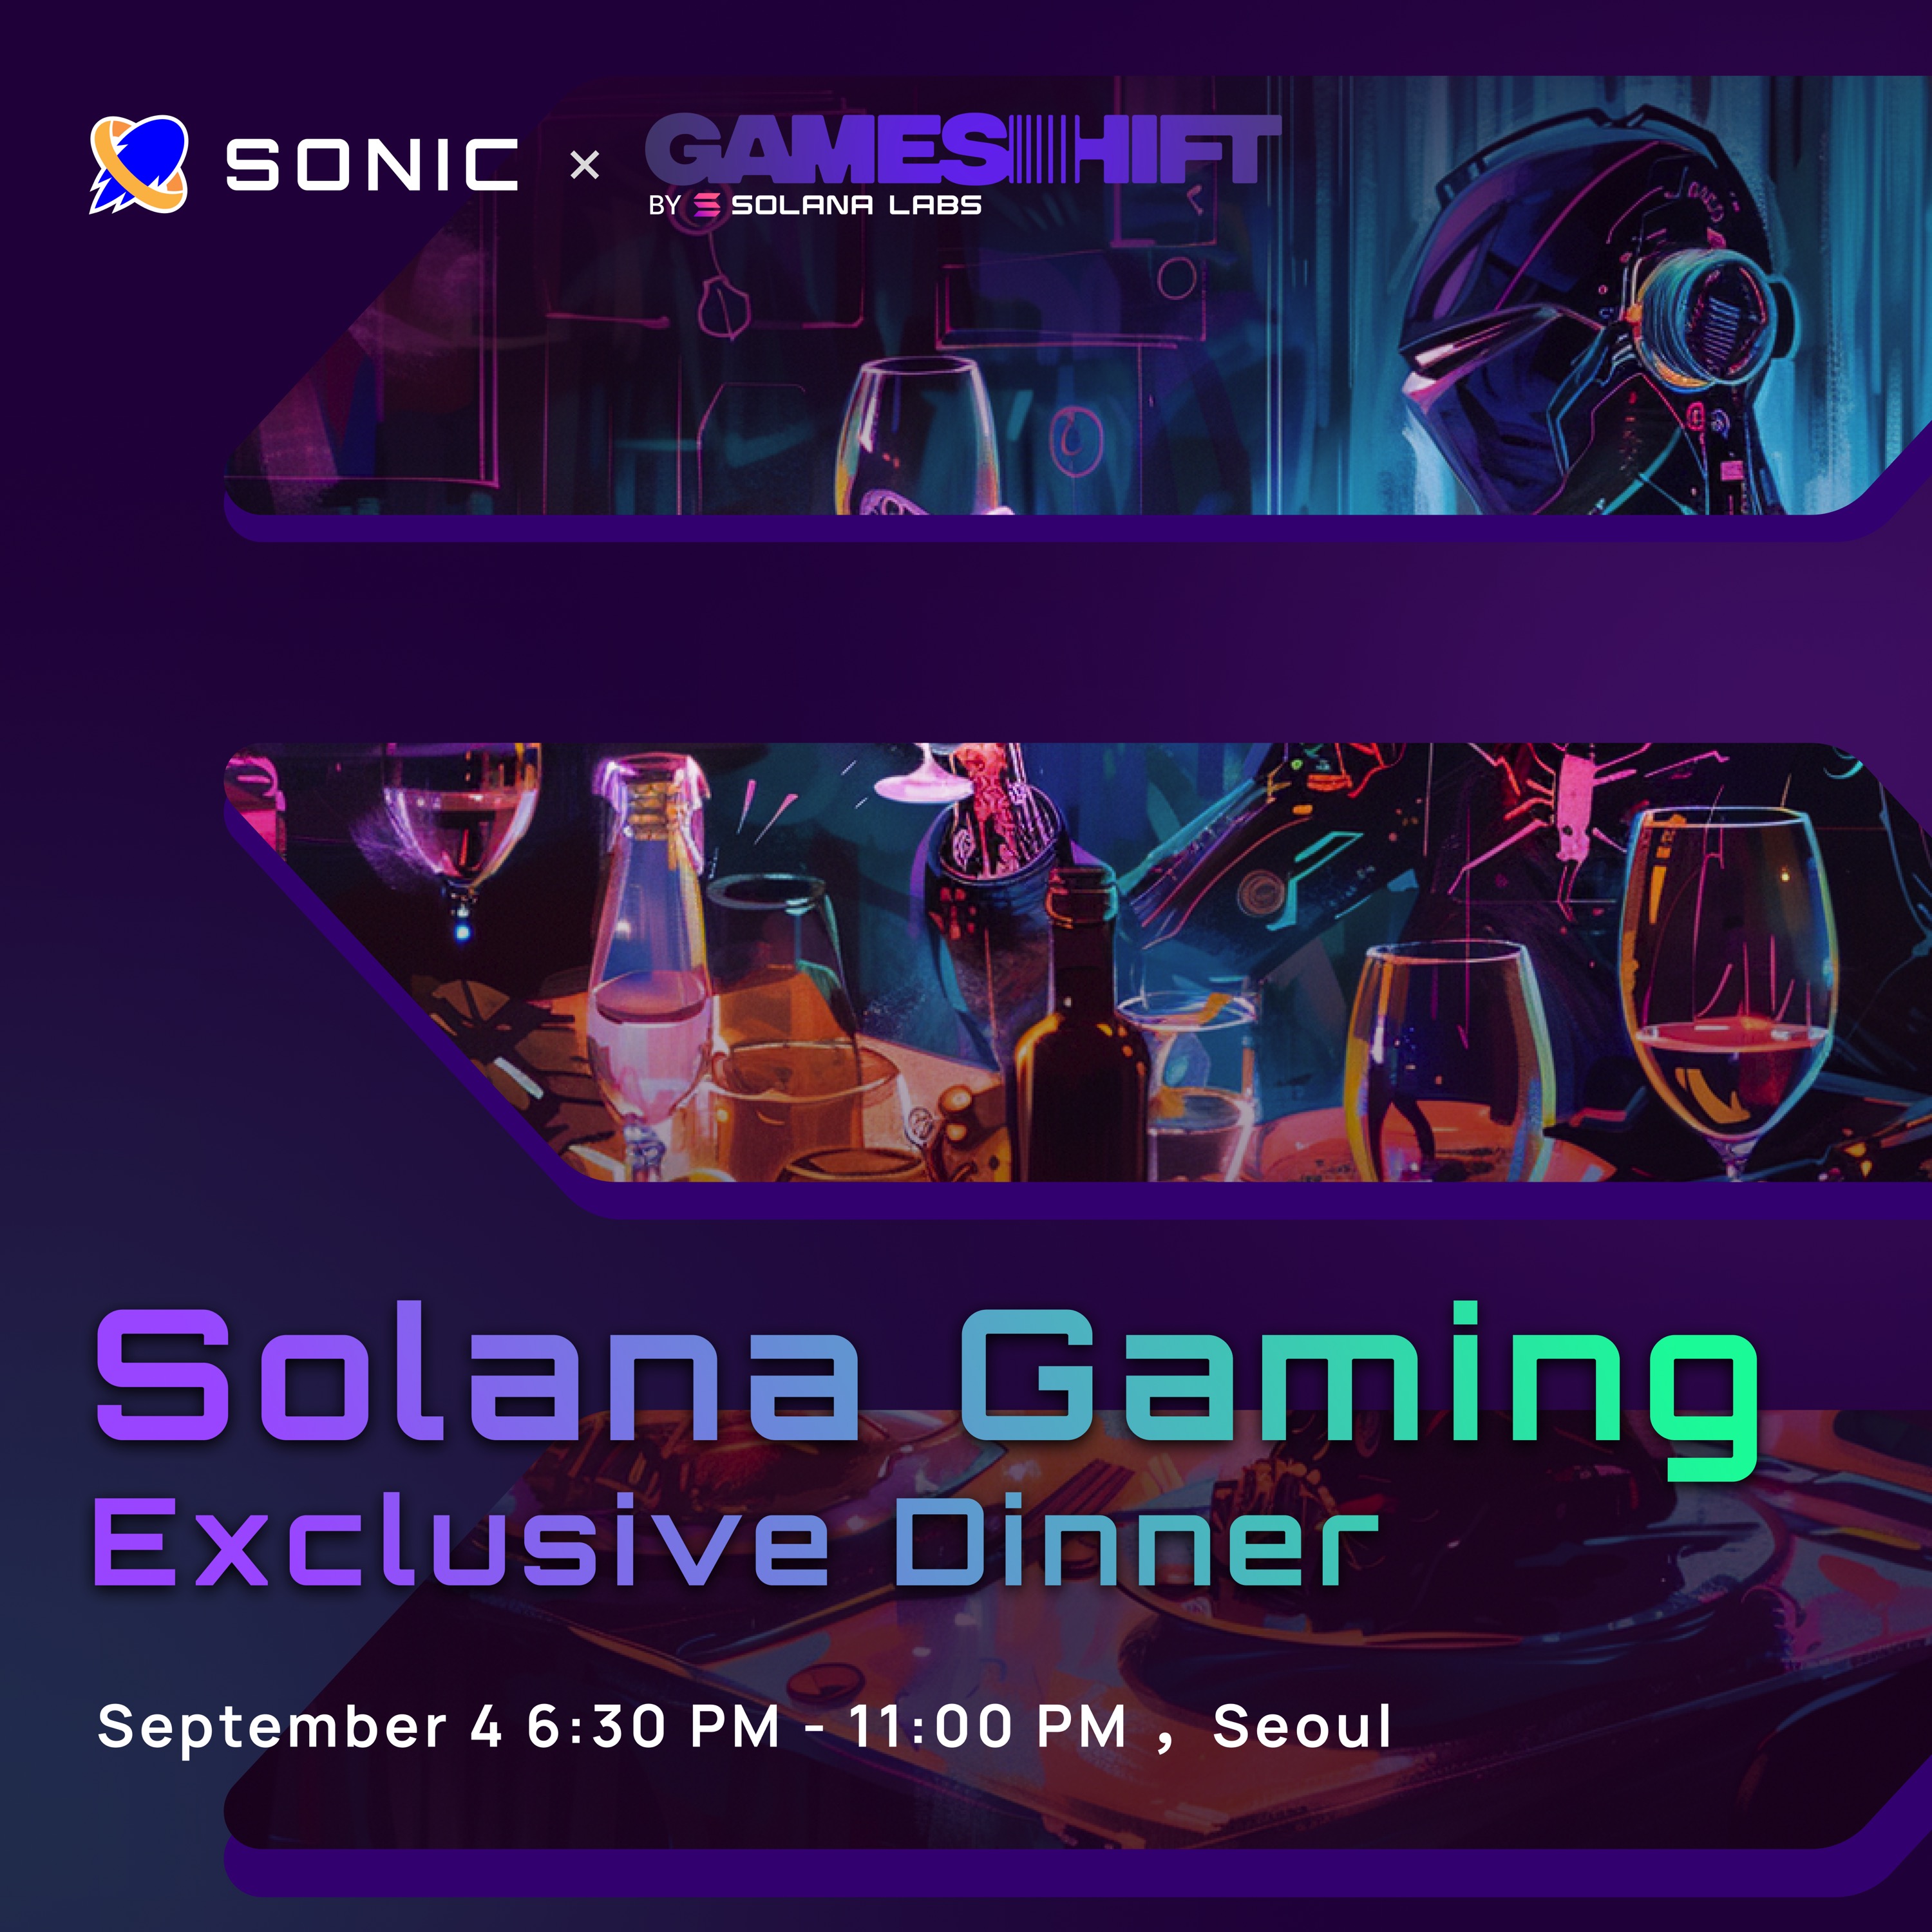 SONIC × GAMESHIFT
BY SOLANA LABS
Solana Gaming
Exclusive Dinner
September 4 6:30 PM - 11:00 PM , Seoul